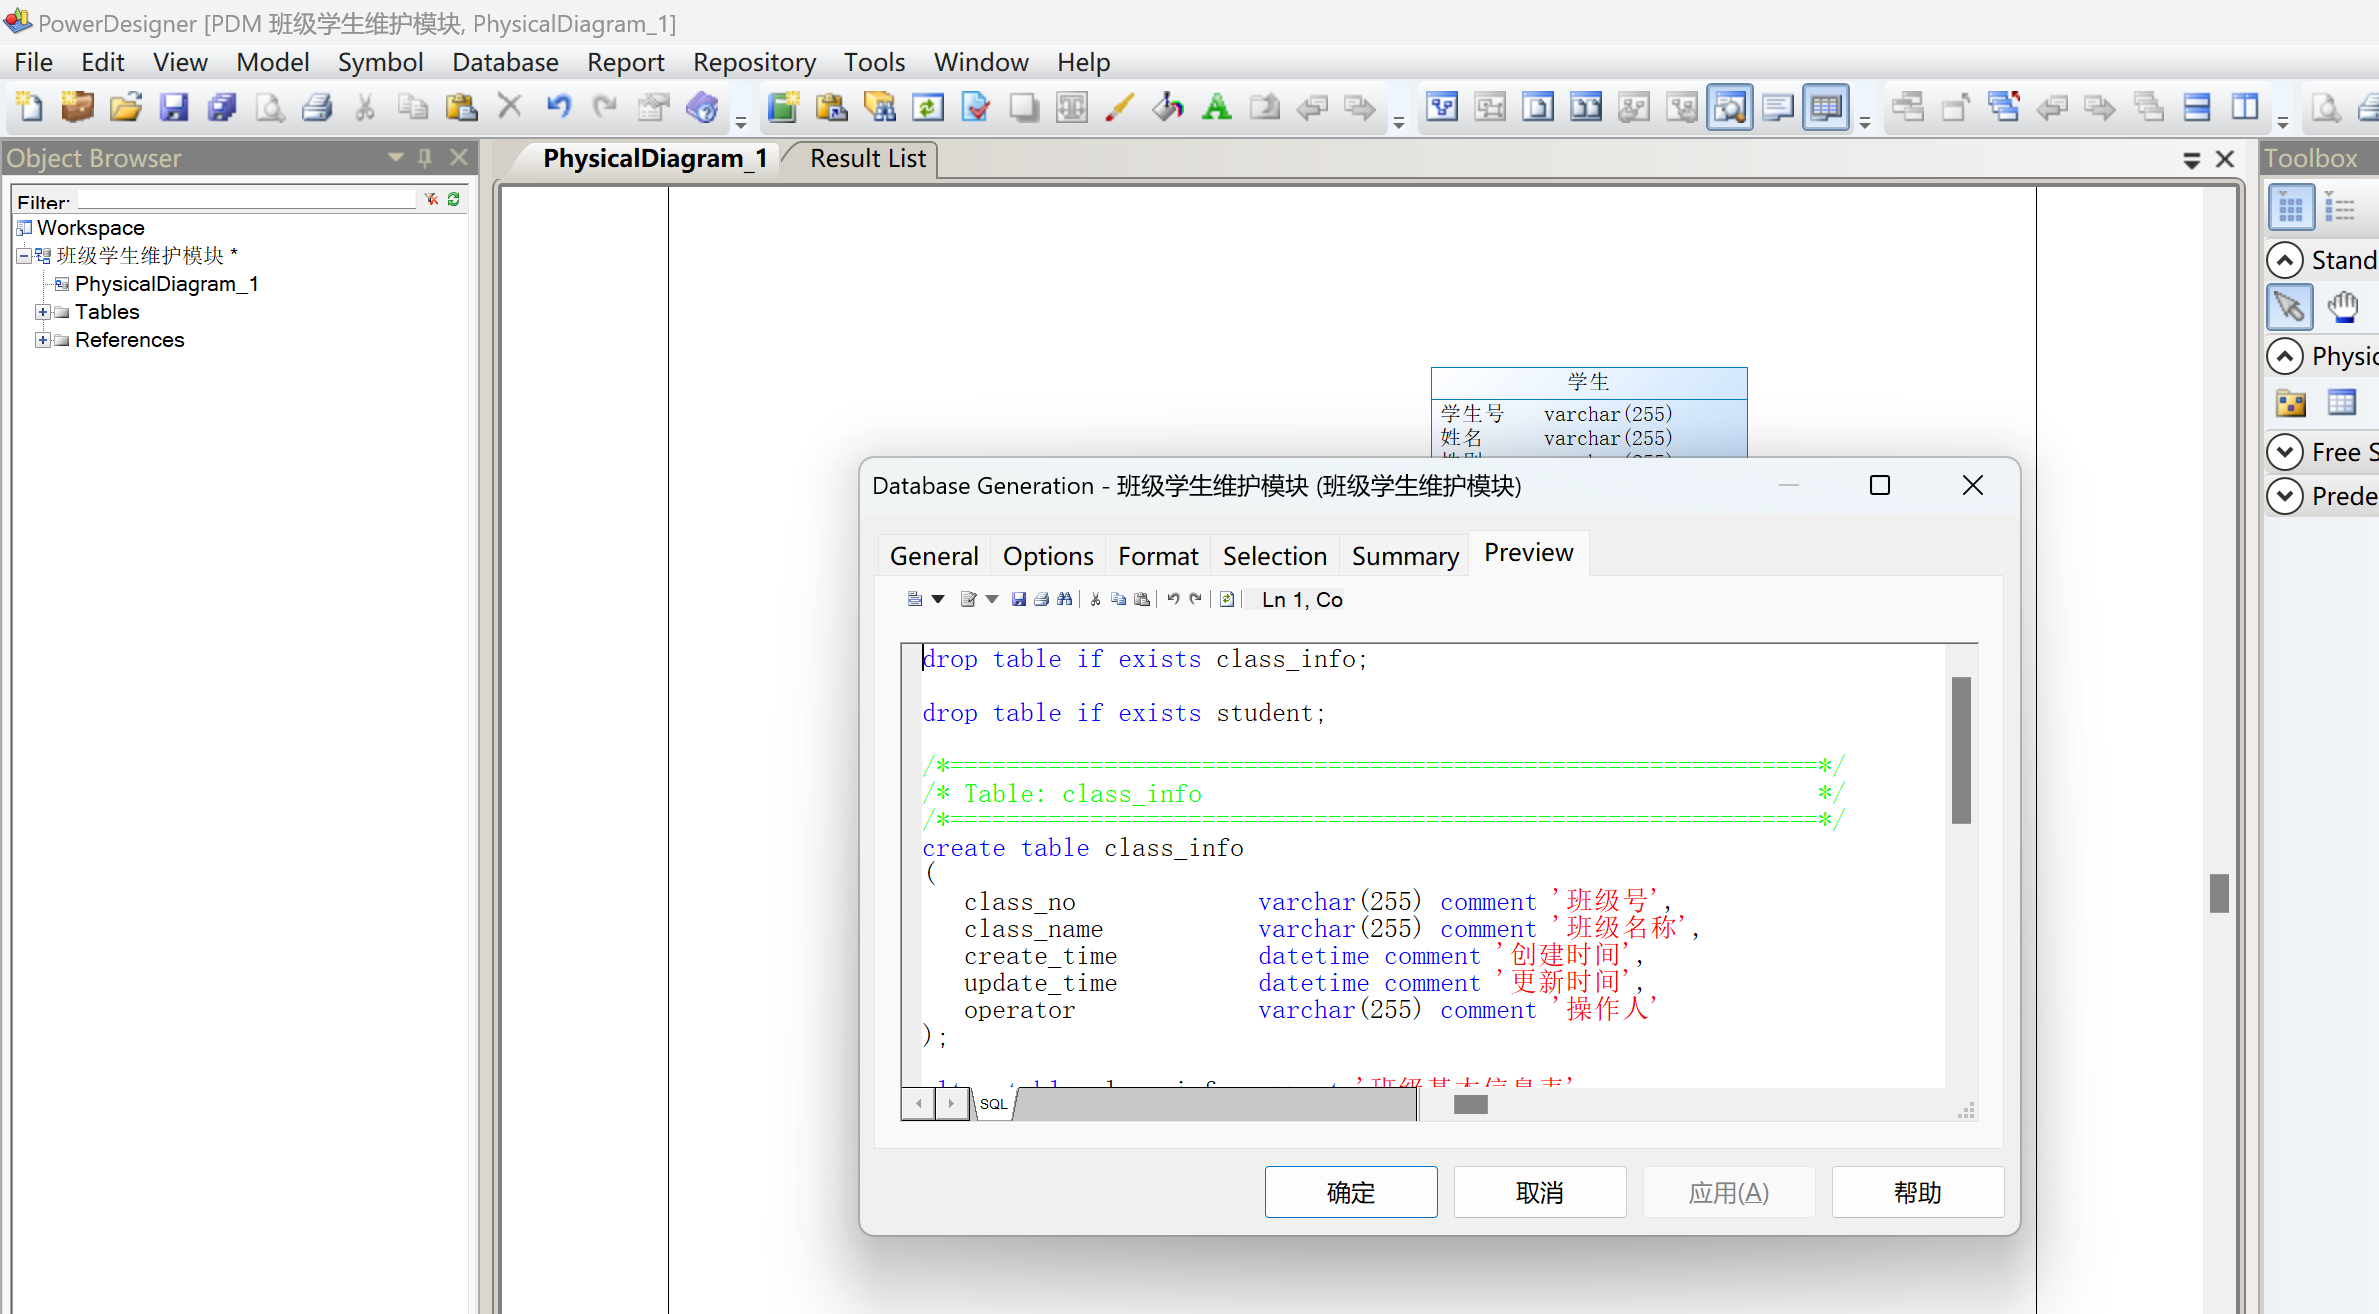 PowerDesigner [PDM 班级学生维护模块, PhysicalDiagram_1]
File Edit View Model Symbol Database Report Repository Tools Window Help
Object Browser
PhysicalDiagram_1 Result List
Toolbox
Filter:
Workspace
班级学生维护模块 *
PhysicalDiagram_1
Tables
References
Stand
Physic
Free S
Prede
学生
学生号 varchar(255)
姓名 varchar(255)
Database Generation - 班级学生维护模块 (班级学生维护模块)
General Options Format Selection Summary Preview
Ln 1, Co
drop table if exists class_info;
drop table if exists student;
/*==============================================================*/
/* Table: class_info */
/*==============================================================*/
create table class_info
(
class_no varchar(255) comment '班级号',
class_name varchar(255) comment '班级名称',
create_time datetime comment '创建时间',
update_time datetime comment '更新时间',
operator varchar(255) comment '操作人'
);
SQL
确定 取消 应用(A) 帮助